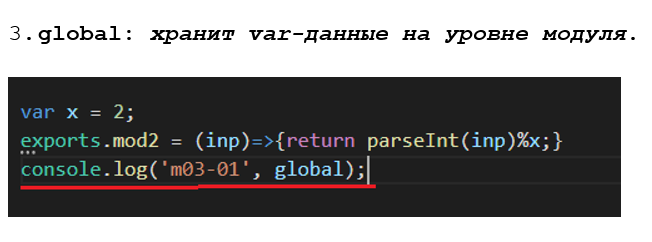 3.global: хранит var-данные на уровне модуля.
var x = 2;
exports.mod2 = (inp)=>{return parseInt(inp)%x;}
console.log('m03-01', global);